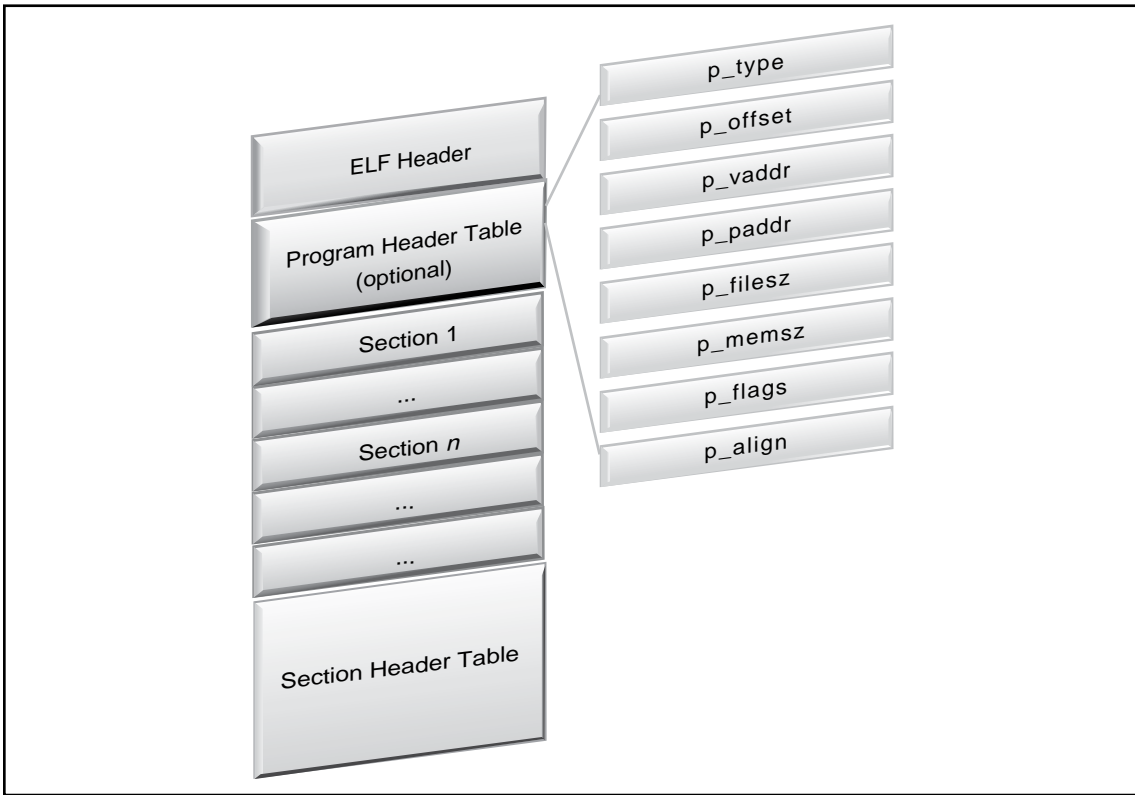 ELF Header
Program Header Table
(optional)
Section 1
...
Section n
...
...
Section Header Table
p_type
p_offset
p_vaddr
p_paddr
p_filesz
p_memsz
p_flags
p_align